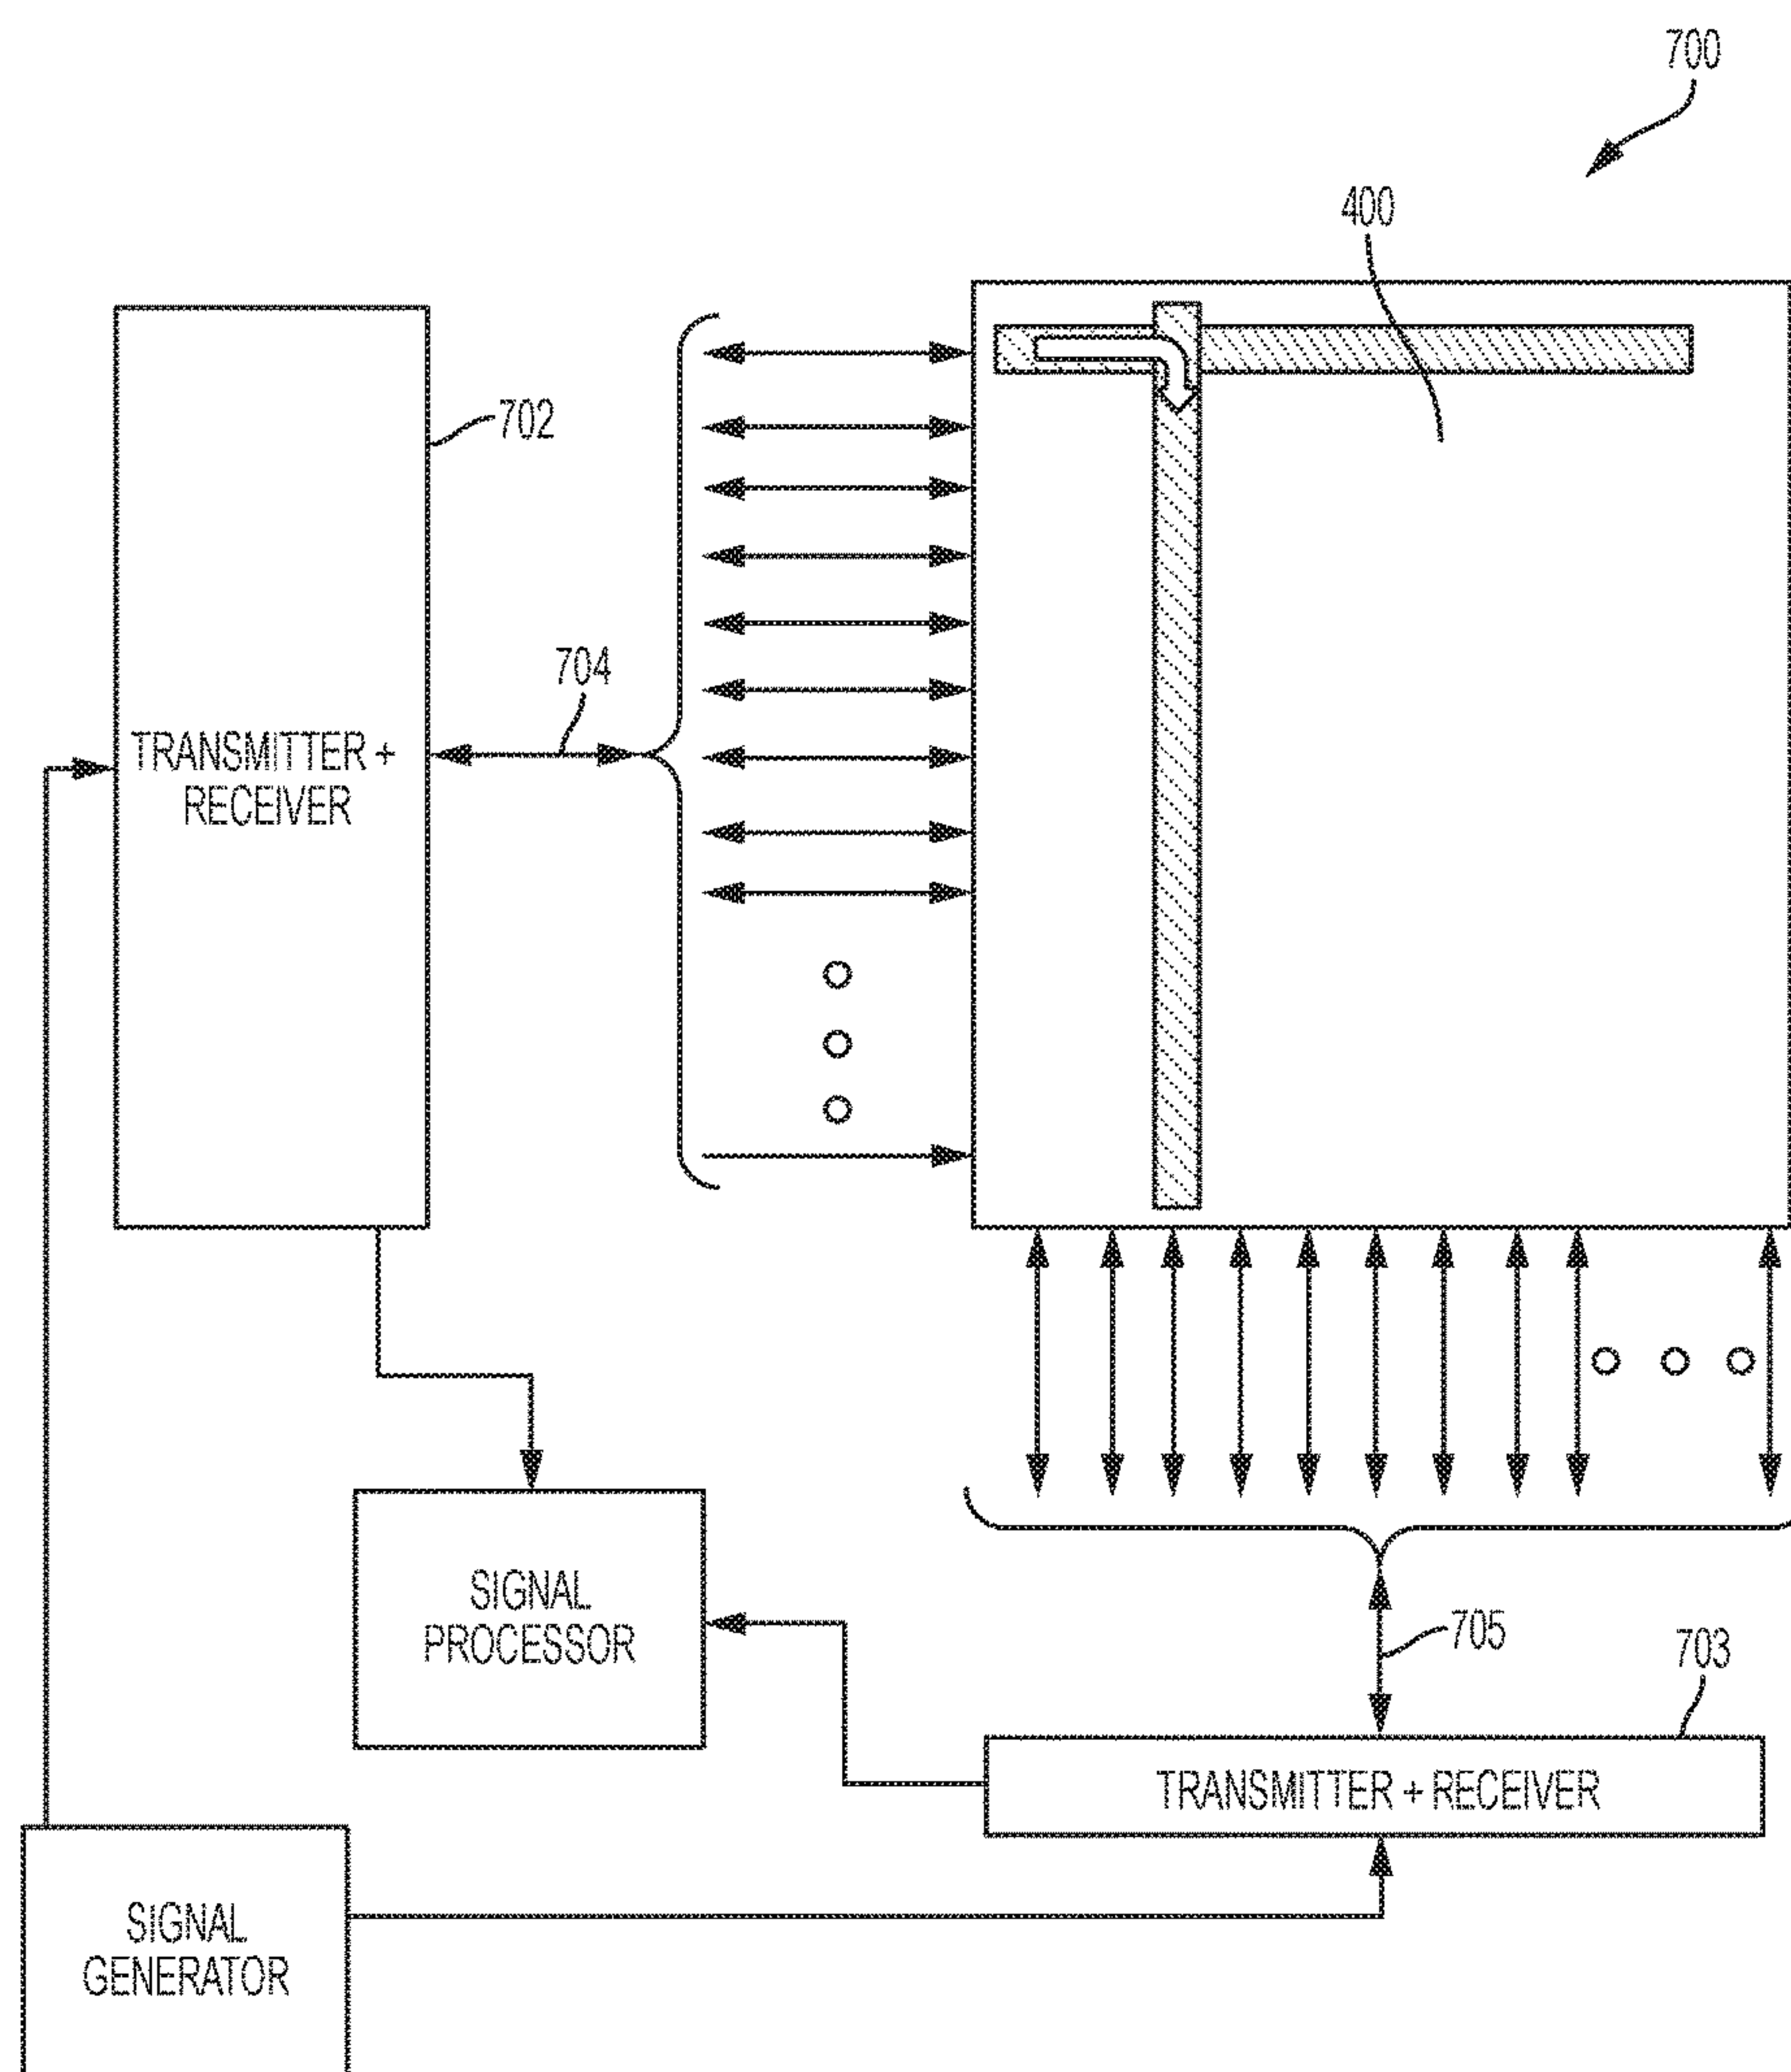 700
400
702
704
TRANSMITTER +
RECEIVER
SIGNAL
PROCESSOR
705
703
TRANSMITTER + RECEIVER
SIGNAL
GENERATOR